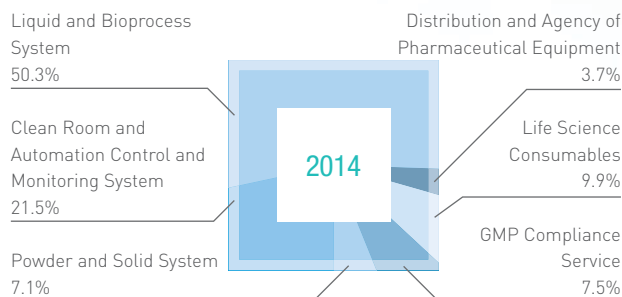 Liquid and Bioprocess
System
50.3%
Clean Room and
Automation Control and
Monitoring System
21.5%
Powder and Solid System
7.1%
2014
Distribution and Agency of
Pharmaceutical Equipment
3.7%
Life Science
Consumables
9.9%
GMP Compliance
Service
7.5%